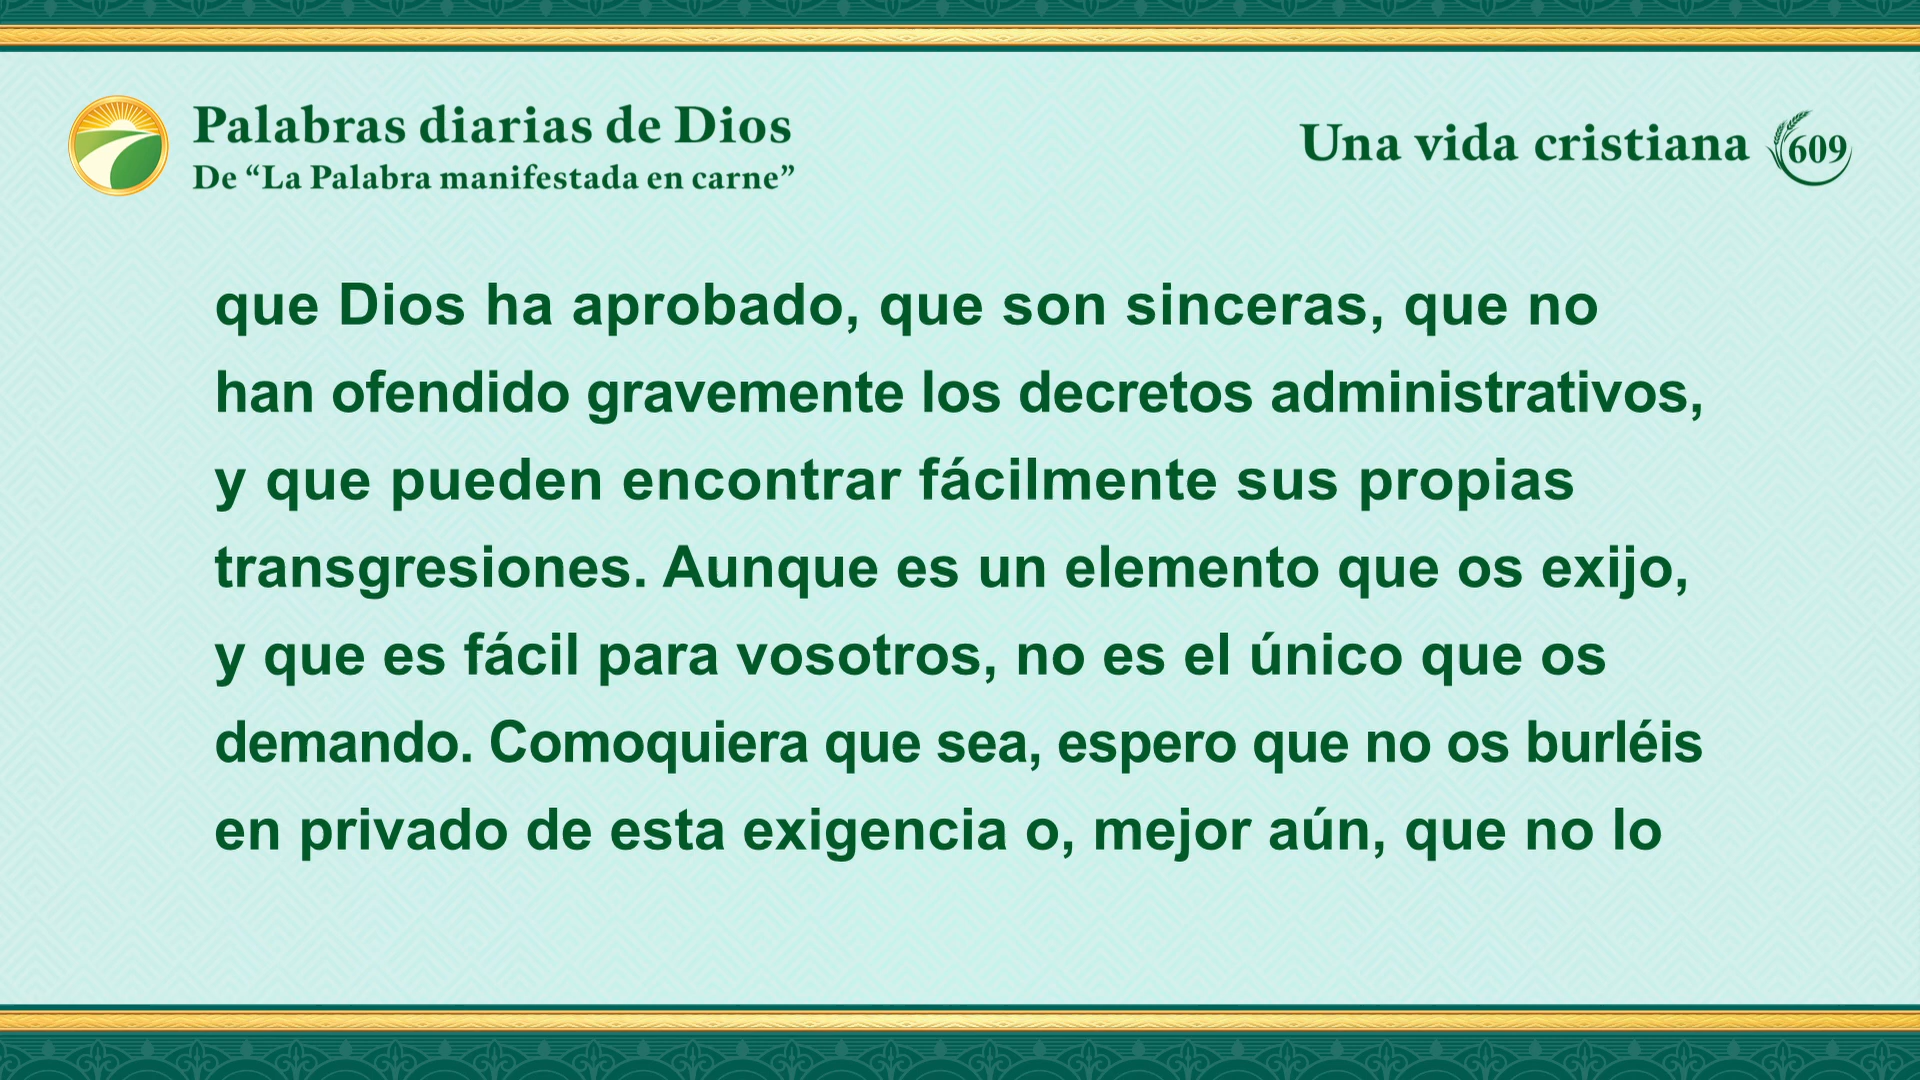 Palabras diarias de Dios
De “La Palabra manifestada en carne”
Una vida cristiana 609
que Dios ha aprobado, que son sinceras, que no
han ofendido gravemente los decretos administrativos,
y que pueden encontrar fácilmente sus propias
transgresiones. Aunque es un elemento que os exijo,
y que es fácil para vosotros, no es el único que os
demando. Comoquiera que sea, espero que no os burléis
en privado de esta exigencia o, mejor aún, que no lo